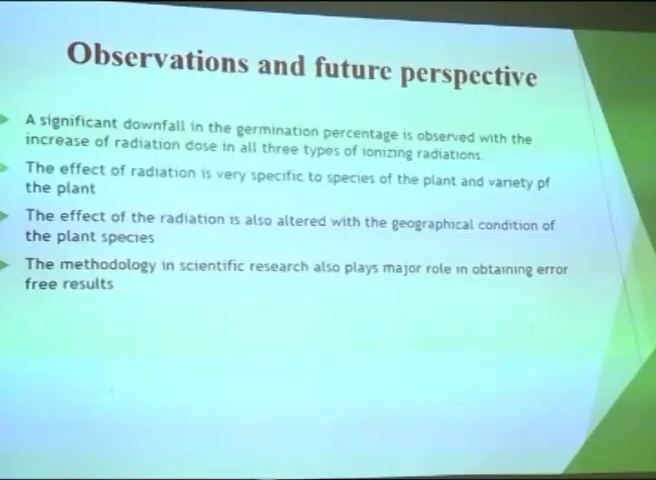 Observations and future perspective
A significant downfall in the germination percentage is observed with the
increase of radiation dose in all three types of ionizing radiations.
The effect of radiation is very specific to species of the plant and variety of
the plant
The effect of the radiation is also altered with the geographical condition of
the plant species
The methodology in scientific research also plays major role in obtaining error
free results